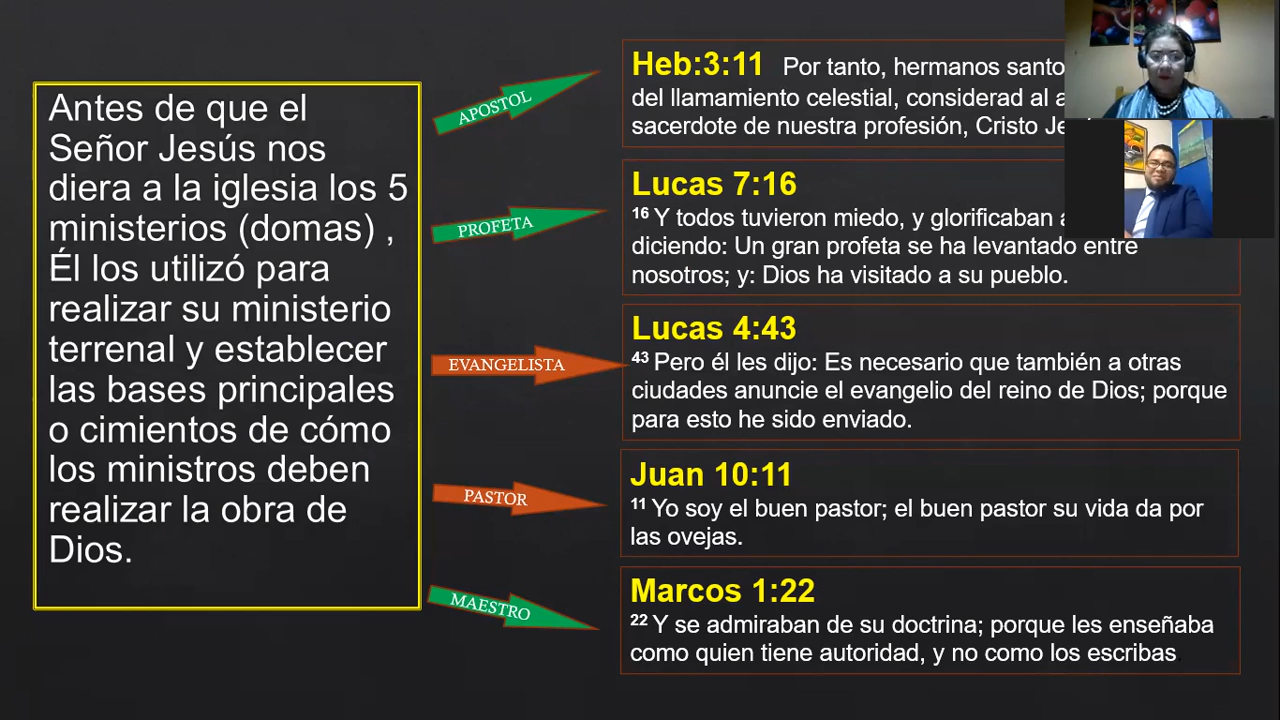 Antes de que el
Señor Jesús nos
diera a la iglesia los 5
ministerios (domas) ,
Él los utilizó para
realizar su ministerio
terrenal y establecer
las bases principales
o cimientos de cómo
los ministros deben
realizar la obra de
Dios.
APOSTOL
Heb:3:11 Por tanto, hermanos santo
del llamamiento celestial, considerad al a
sacerdote de nuestra profesión, Cristo Je
PROFETA
Lucas 7:16
16 Y todos tuvieron miedo, y glorificaban a
diciendo: Un gran profeta se ha levantado entre
nosotros; y: Dios ha visitado a su pueblo.
EVANGELISTA
Lucas 4:43
43 Pero él les dijo: Es necesario que también a otras
ciudades anuncie el evangelio del reino de Dios; porque
para esto he sido enviado.
PASTOR
Juan 10:11
11 Yo soy el buen pastor; el buen pastor su vida da por
las ovejas.
MAESTRO
Marcos 1:22
22 Y se admiraban de su doctrina; porque les enseñaba
como quien tiene autoridad, y no como los escribas.